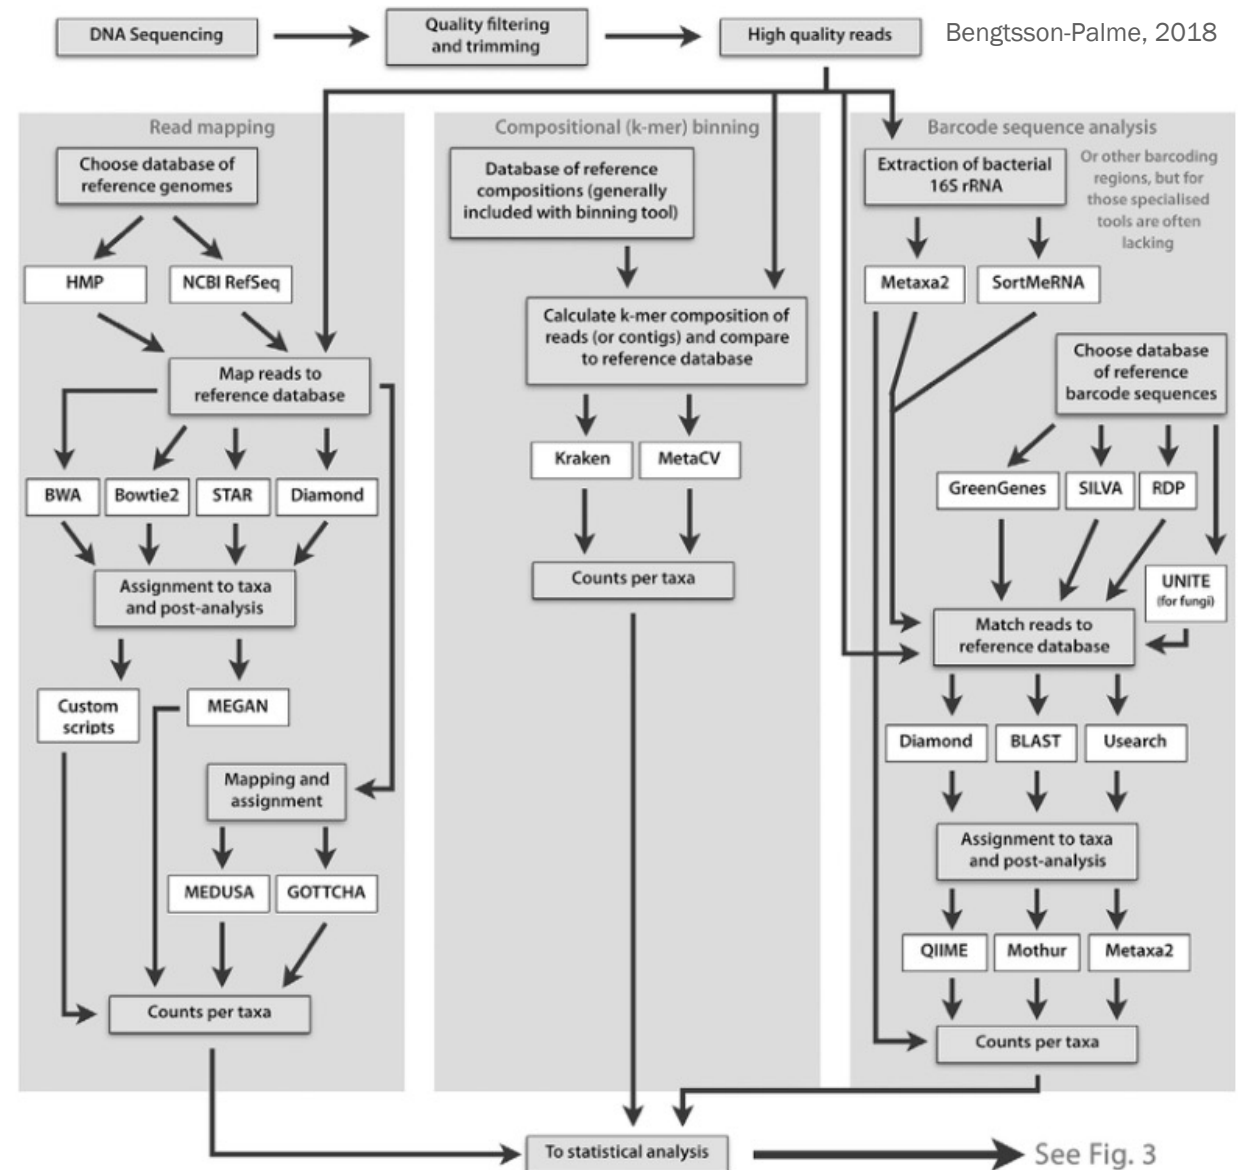 DNA Sequencing
Quality filtering
and trimming
High quality reads
Bengtsson-Palme, 2018
Read mapping
Choose database of
reference genomes
HMP
NCBI RefSeq
Map reads to
reference database
BWA
Bowtie2
STAR
Diamond
Assignment to taxa
and post-analysis
Custom
scripts
MEGAN
Mapping and
assignment
MEDUSA
GOTTCHA
Counts per taxa
Compositional (k-mer) binning
Database of reference
compositions (generally
included with binning tool)
Calculate k-mer composition of
reads (or contigs) and compare
to reference database
Kraken
MetaCV
Counts per taxa
Barcode sequence analysis
Extraction of bacterial
16S rRNA
Or other barcoding
regions, but for
those specialised
tools are often
lacking
Metaxa2
SortMeRNA
Choose database
of reference
barcode sequences
GreenGenes
SILVA
RDP
UNITE
(for fungi)
Match reads to
reference database
Diamond
BLAST
Usearch
Assignment to taxa
and post-analysis
QIIME
Mothur
Metaxa2
Counts per taxa
To statistical analysis
See Fig. 3